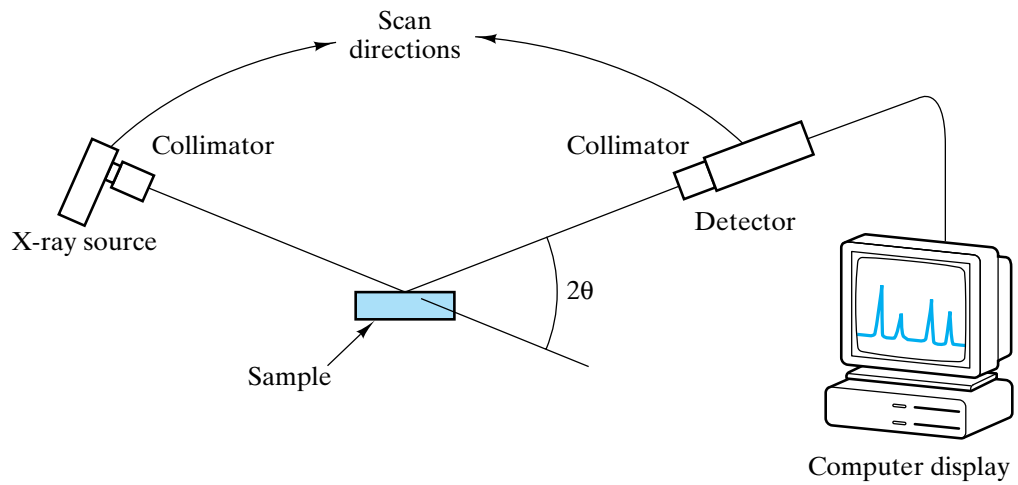 Scan
directions
Collimator
Collimator
Detector
X-ray source
2θ
Sample
Computer display